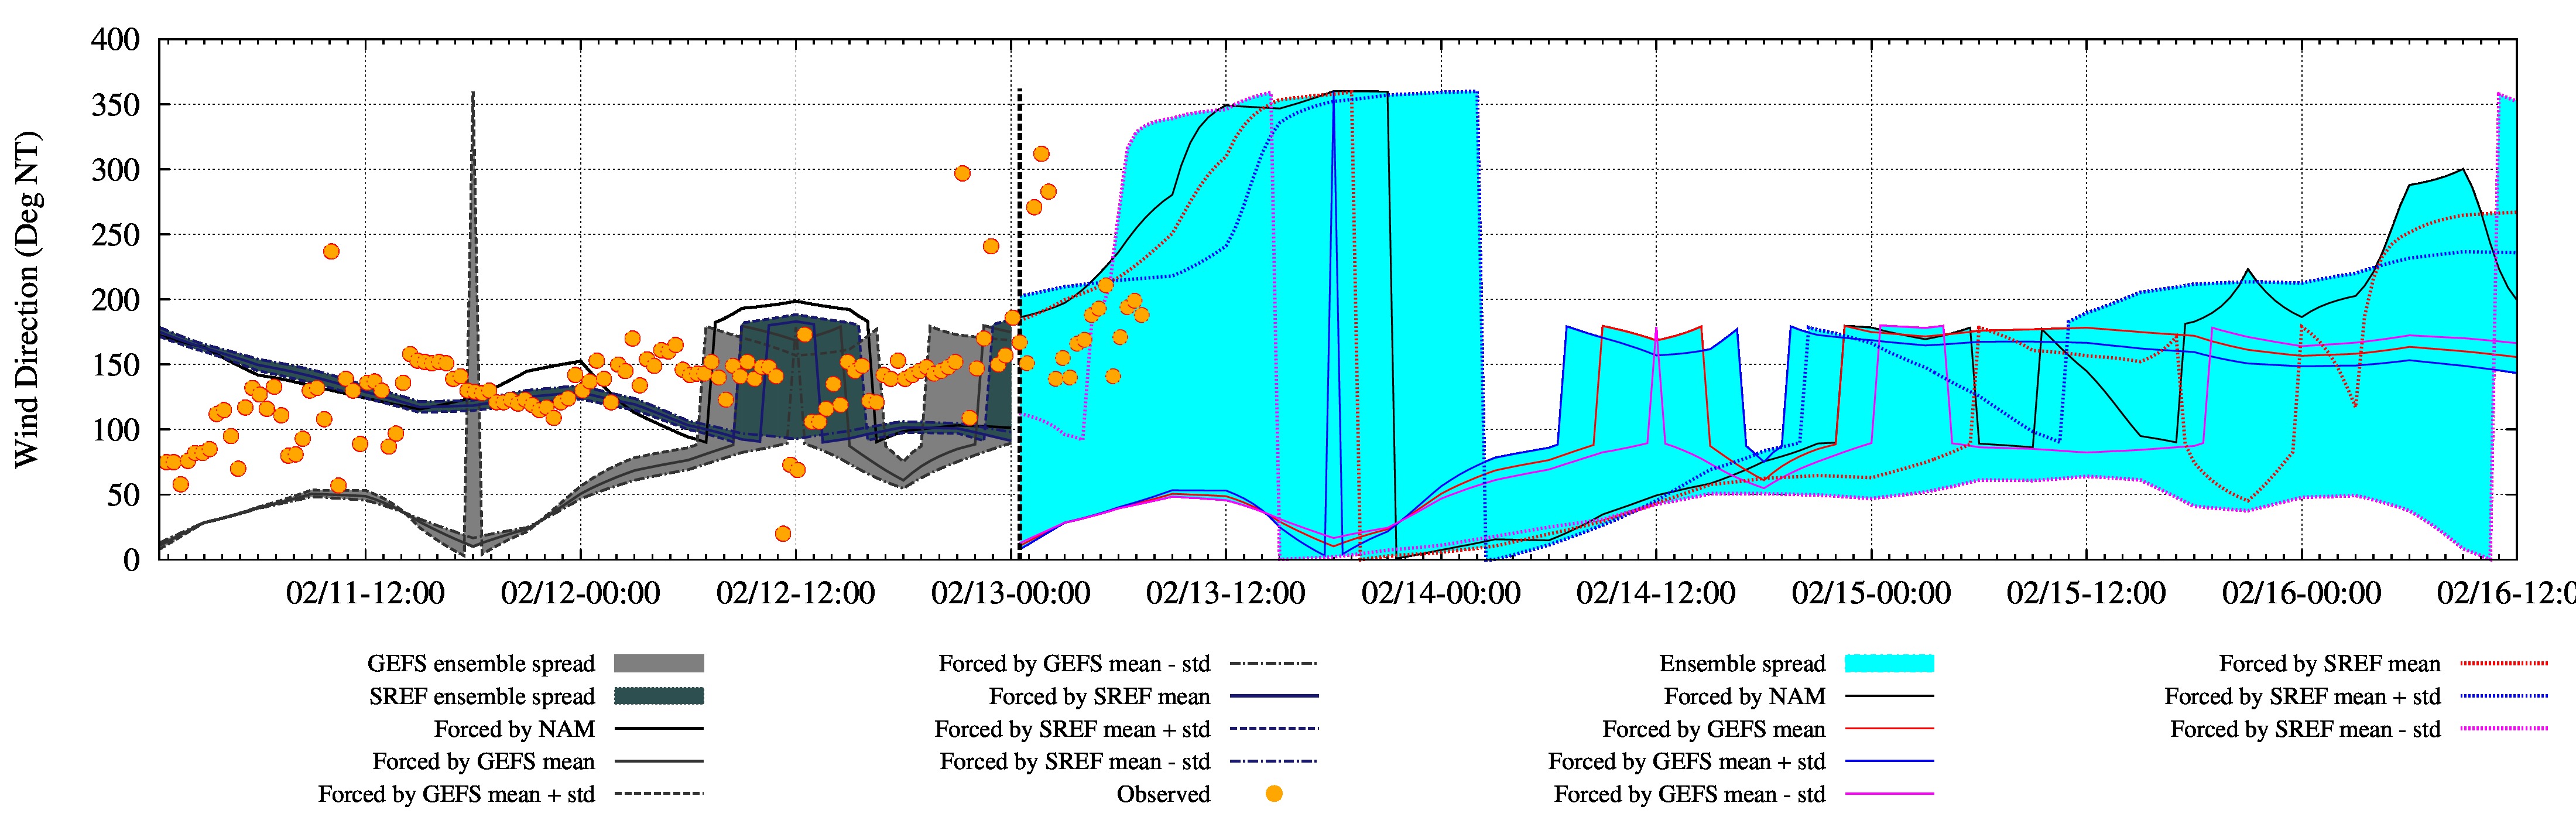 Wind Direction (Deg NT)
400
350
300
250
200
150
100
50
0
02/11-12:00 02/12-00:00 02/12-12:00 02/13-00:00 02/13-12:00 02/14-00:00 02/14-12:00 02/15-00:00 02/15-12:00 02/16-00:00 02/16-12:0
GEFS ensemble spread
SREF ensemble spread
Forced by NAM
Forced by GEFS mean
Forced by GEFS mean + std
Forced by GEFS mean - std
Forced by SREF mean
Forced by SREF mean + std
Forced by SREF mean - std
Observed
Ensemble spread
Forced by NAM
Forced by GEFS mean
Forced by GEFS mean + std
Forced by GEFS mean - std
Forced by SREF mean
Forced by SREF mean + std
Forced by SREF mean - std